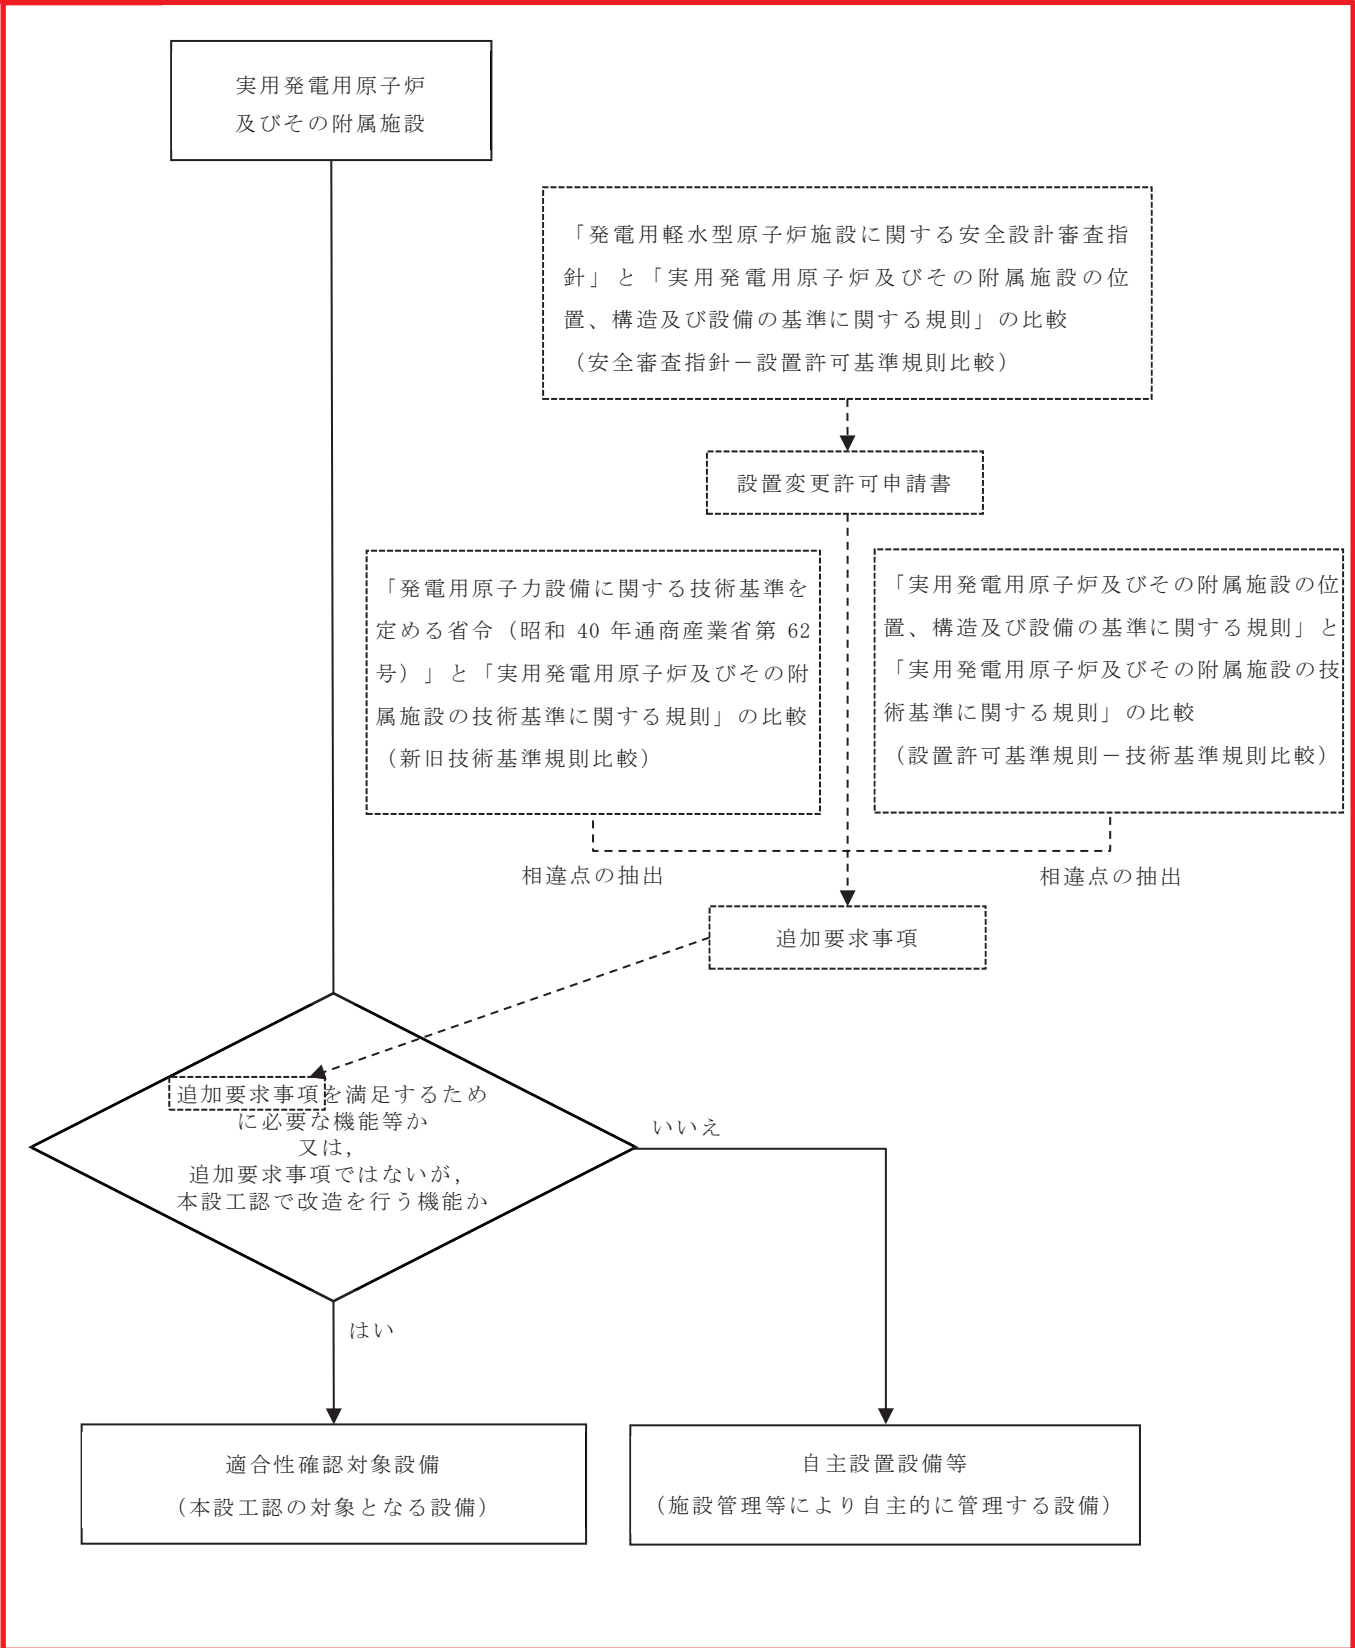 実用発電用原子炉
及びその附属施設
「発電用軽水型原子炉施設に関する安全設計審査指
針」と「実用発電用原子炉及びその附属施設の位
置、構造及び設備の基準に関する規則」の比較
（安全審査指針－設置許可基準規則比較）
設置変更許可申請書
「発電用原子力設備に関する技術基準を
定める省令（昭和 40 年通商産業省第 62
号）」と「実用発電用原子炉及びその附
属施設の技術基準に関する規則」の比較
（新旧技術基準規則比較）
「実用発電用原子炉及びその附属施設の位
置、構造及び設備の基準に関する規則」と
「実用発電用原子炉及びその附属施設の技
術基準に関する規則」の比較
（設置許可基準規則－技術基準規則比較）
相違点の抽出
相違点の抽出
追加要求事項
追加要求事項を満足するため
に必要な機能等か
又は，
追加要求事項ではないが，
本設工認で改造を行う機能か
いいえ
はい
適合性確認対象設備
（本設工認の対象となる設備）
自主設置設備等
（施設管理等により自主的に管理する設備）